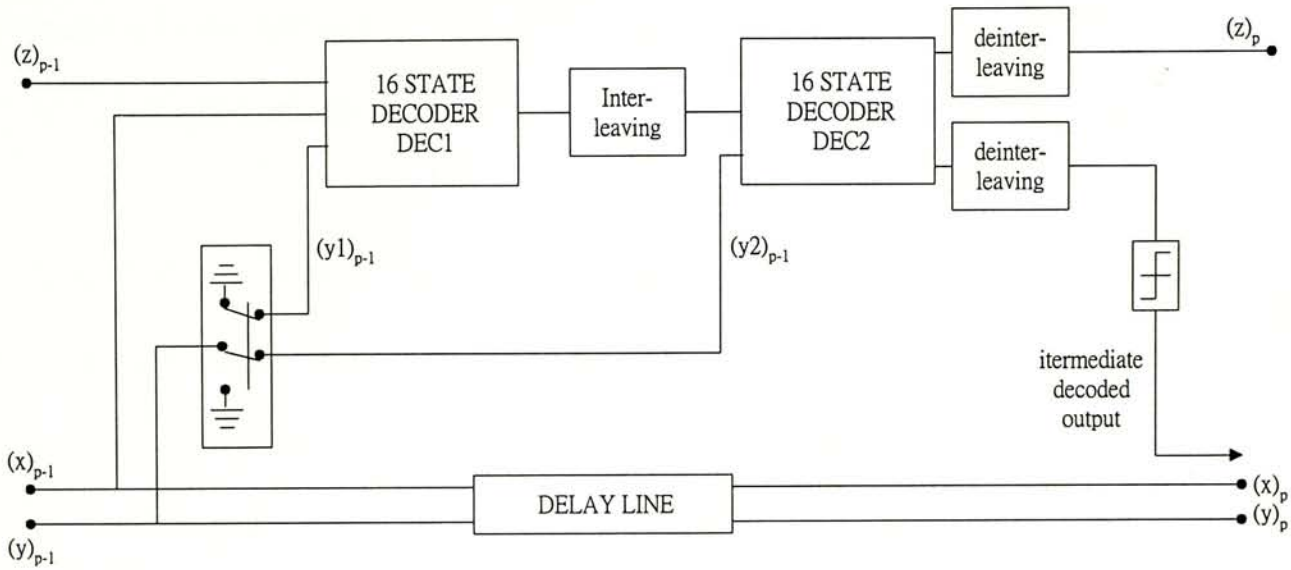 (z)p-1
16 STATE
DECODER
DEC1
Inter-
leaving
16 STATE
DECODER
DEC2
deinter-
leaving
(z)p
deinter-
leaving
(y1)p-1
(y2)p-1
itermediate
decoded
output
(x)p-1
DELAY LINE
(x)p
(y)p-1
(y)p